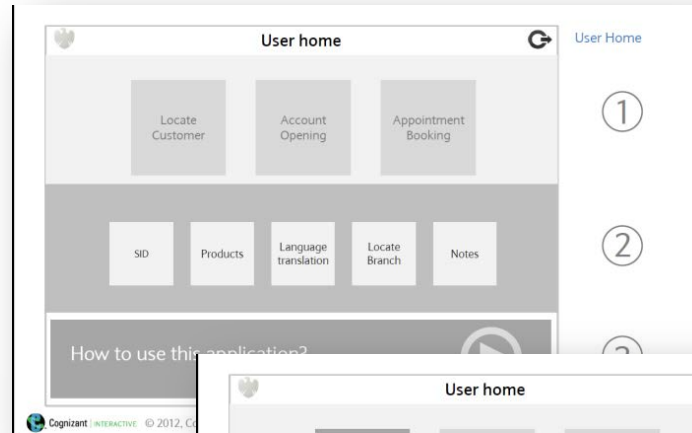 User home
User Home
Locate
Customer
Account
Opening
Appointment
Booking
1
SID
Products
Language
translation
Locate
Branch
Notes
2
How to use this application?
Cognizant INTERACTIVE © 2012,
User home